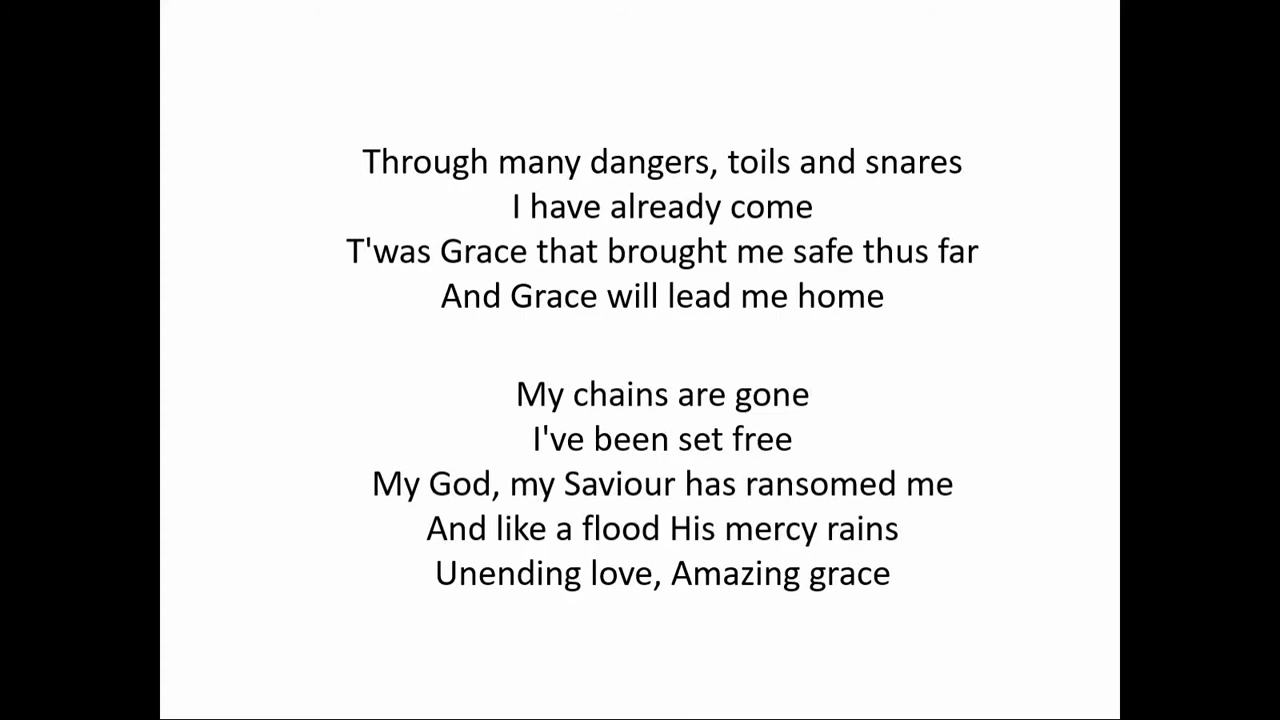 Through many dangers, toils and snares
I have already come
T'was Grace that brought me safe thus far
And Grace will lead me home
My chains are gone
I've been set free
My God, my Saviour has ransomed me
And like a flood His mercy rains
Unending love, Amazing grace